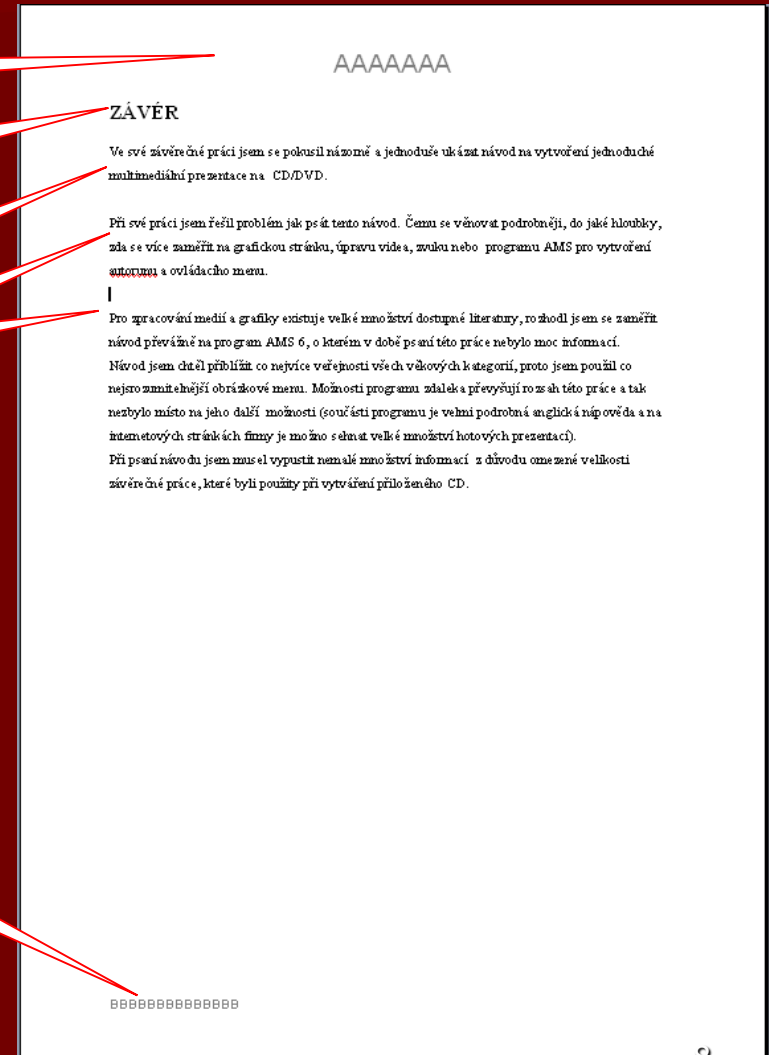 AAAAAAA
ZÁVÉR
Ve své závěrečné práci jsem se pokusil názorně a jednoduše ukázat návod na vytvoření jednoduché
multimediální prezentace na CD/DVD.
Při své práci jsem řešil problém jak psát tento návod. Čemu se věnovat podrobněji, do jaké hloubky,
zda se více zaměřit na grafickou stránku, úpravu videa, zvuku nebo programu AMS pro vytvoření
autorunu a ovládacího menu.
Pro zpracování medií a grafiky existuje velké množství dostupné literatury, rozhodl jsem se zaměřit
návod převážně na program AMS 6, o kterém v době psaní této práce nebylo moc informací.
Návod jsem chtěl přiblížit co nejvíce veřejnosti všech věkových kategorií, proto jsem použil co
nejsrozumitelnější obrázkové menu. Možnosti programu zdaleka převyšují rozsah této práce a tak
nezbylo místo na jeho další možnosti (součásti programu je velmi podrobná anglická nápověda a na
internetových stránkách firmy je možno sehnat velké množství hotových prezentací).
Při psaní návodu jsem musel vypustit nemalé množství informací z důvodu omezené velikosti
závěrečné práce, které byli použity při vytváření přiloženého CD.
BBBBBBBBBBBBBB